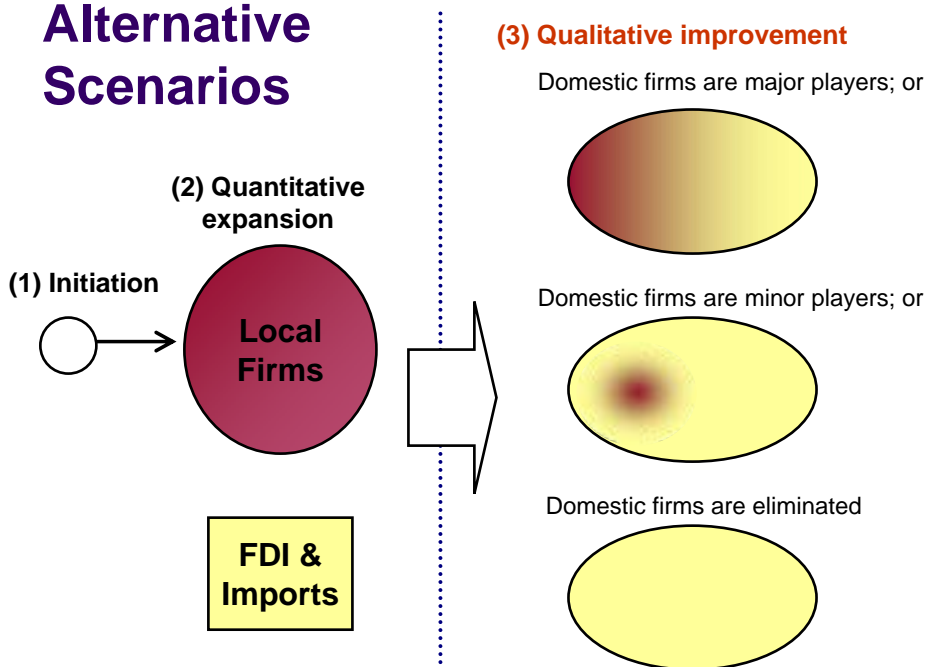 Alternative
Scenarios
(1) Initiation
(2) Quantitative
expansion
Local
Firms
FDI &
Imports
(3) Qualitative improvement
Domestic firms are major players; or
Domestic firms are minor players; or
Domestic firms are eliminated